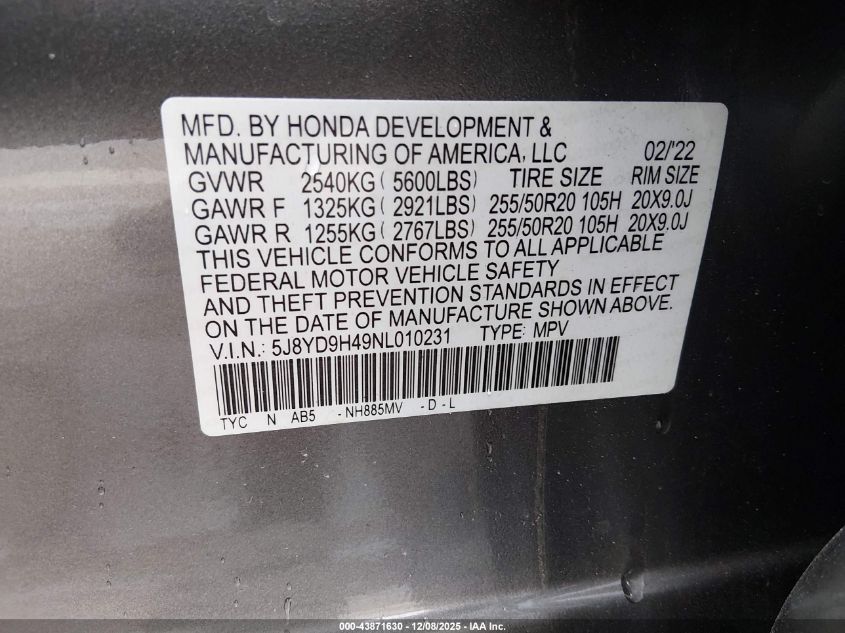 MFD. BY HONDA DEVELOPMENT &
MANUFACTURING OF AMERICA, LLC 02/'22
GVWR 2540KG ( 5600LBS) TIRE SIZE RIM SIZE
GAWR F 1325KG ( 2921LBS) 255/50R20 105H 20X9.0J
GAWR R 1255KG ( 2767LBS) 255/50R20 105H 20X9.0J
THIS VEHICLE CONFORMS TO ALL APPLICABLE
FEDERAL MOTOR VEHICLE SAFETY
AND THEFT PREVENTION STANDARDS IN EFFECT
ON THE DATE OF MANUFACTURE SHOWN ABOVE.
V.I.N.: 5J8YD9H49NL010231 TYPE: MPV
TYC N AB5 - NH885MV - D - L
000-43871630 - 12/08/2025 - IAA Inc.